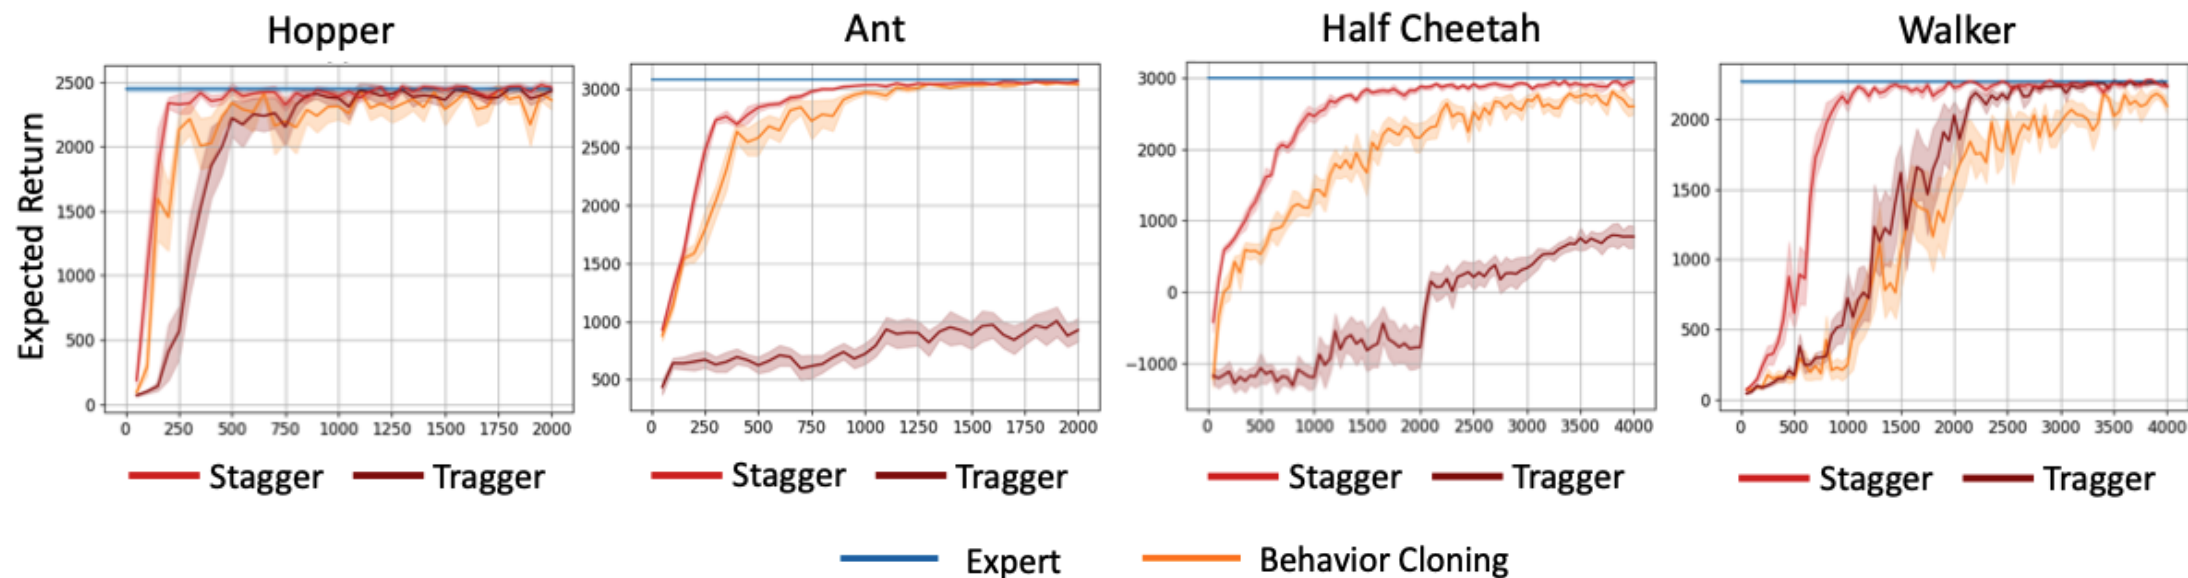 Hopper
Ant
Half Cheetah
Walker
Expected Return
2500
2000
1500
1000
500
0
0 250 500 750 1000 1250 1500 1750 2000
3000
2500
2000
1500
1000
500
0 250 500 750 1000 1250 1500 1750 2000
3000
2000
1000
0
−1000
0 500 1000 1500 2000 2500 3000 3500 4000
2000
1500
1000
500
0
0 500 1000 1500 2000 2500 3000 3500 4000
Stagger Tragger
Stagger Tragger
Stagger Tragger
Stagger Tragger
Expert Behavior Cloning